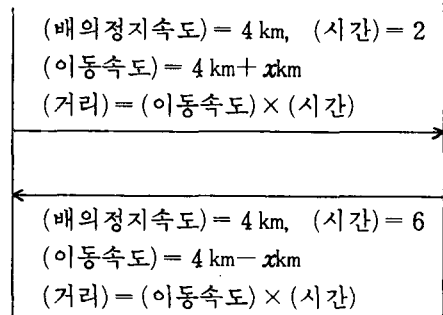 (배의정지속도) = 4 km, (시간) = 2
(이동속도) = 4 km + xkm
(거리) = (이동속도) × (시간)
(배의정지속도) = 4 km, (시간) = 6
(이동속도) = 4 km − xkm
(거리) = (이동속도) × (시간)